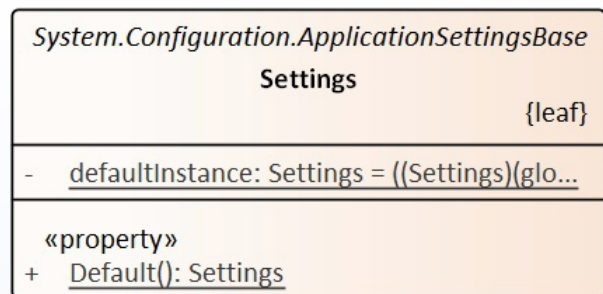 System.Configuration.ApplicationSettingsBase
Settings
{leaf}
- defaultInstance: Settings = ((Settings)(glo...
«property»
+ Default(): Settings